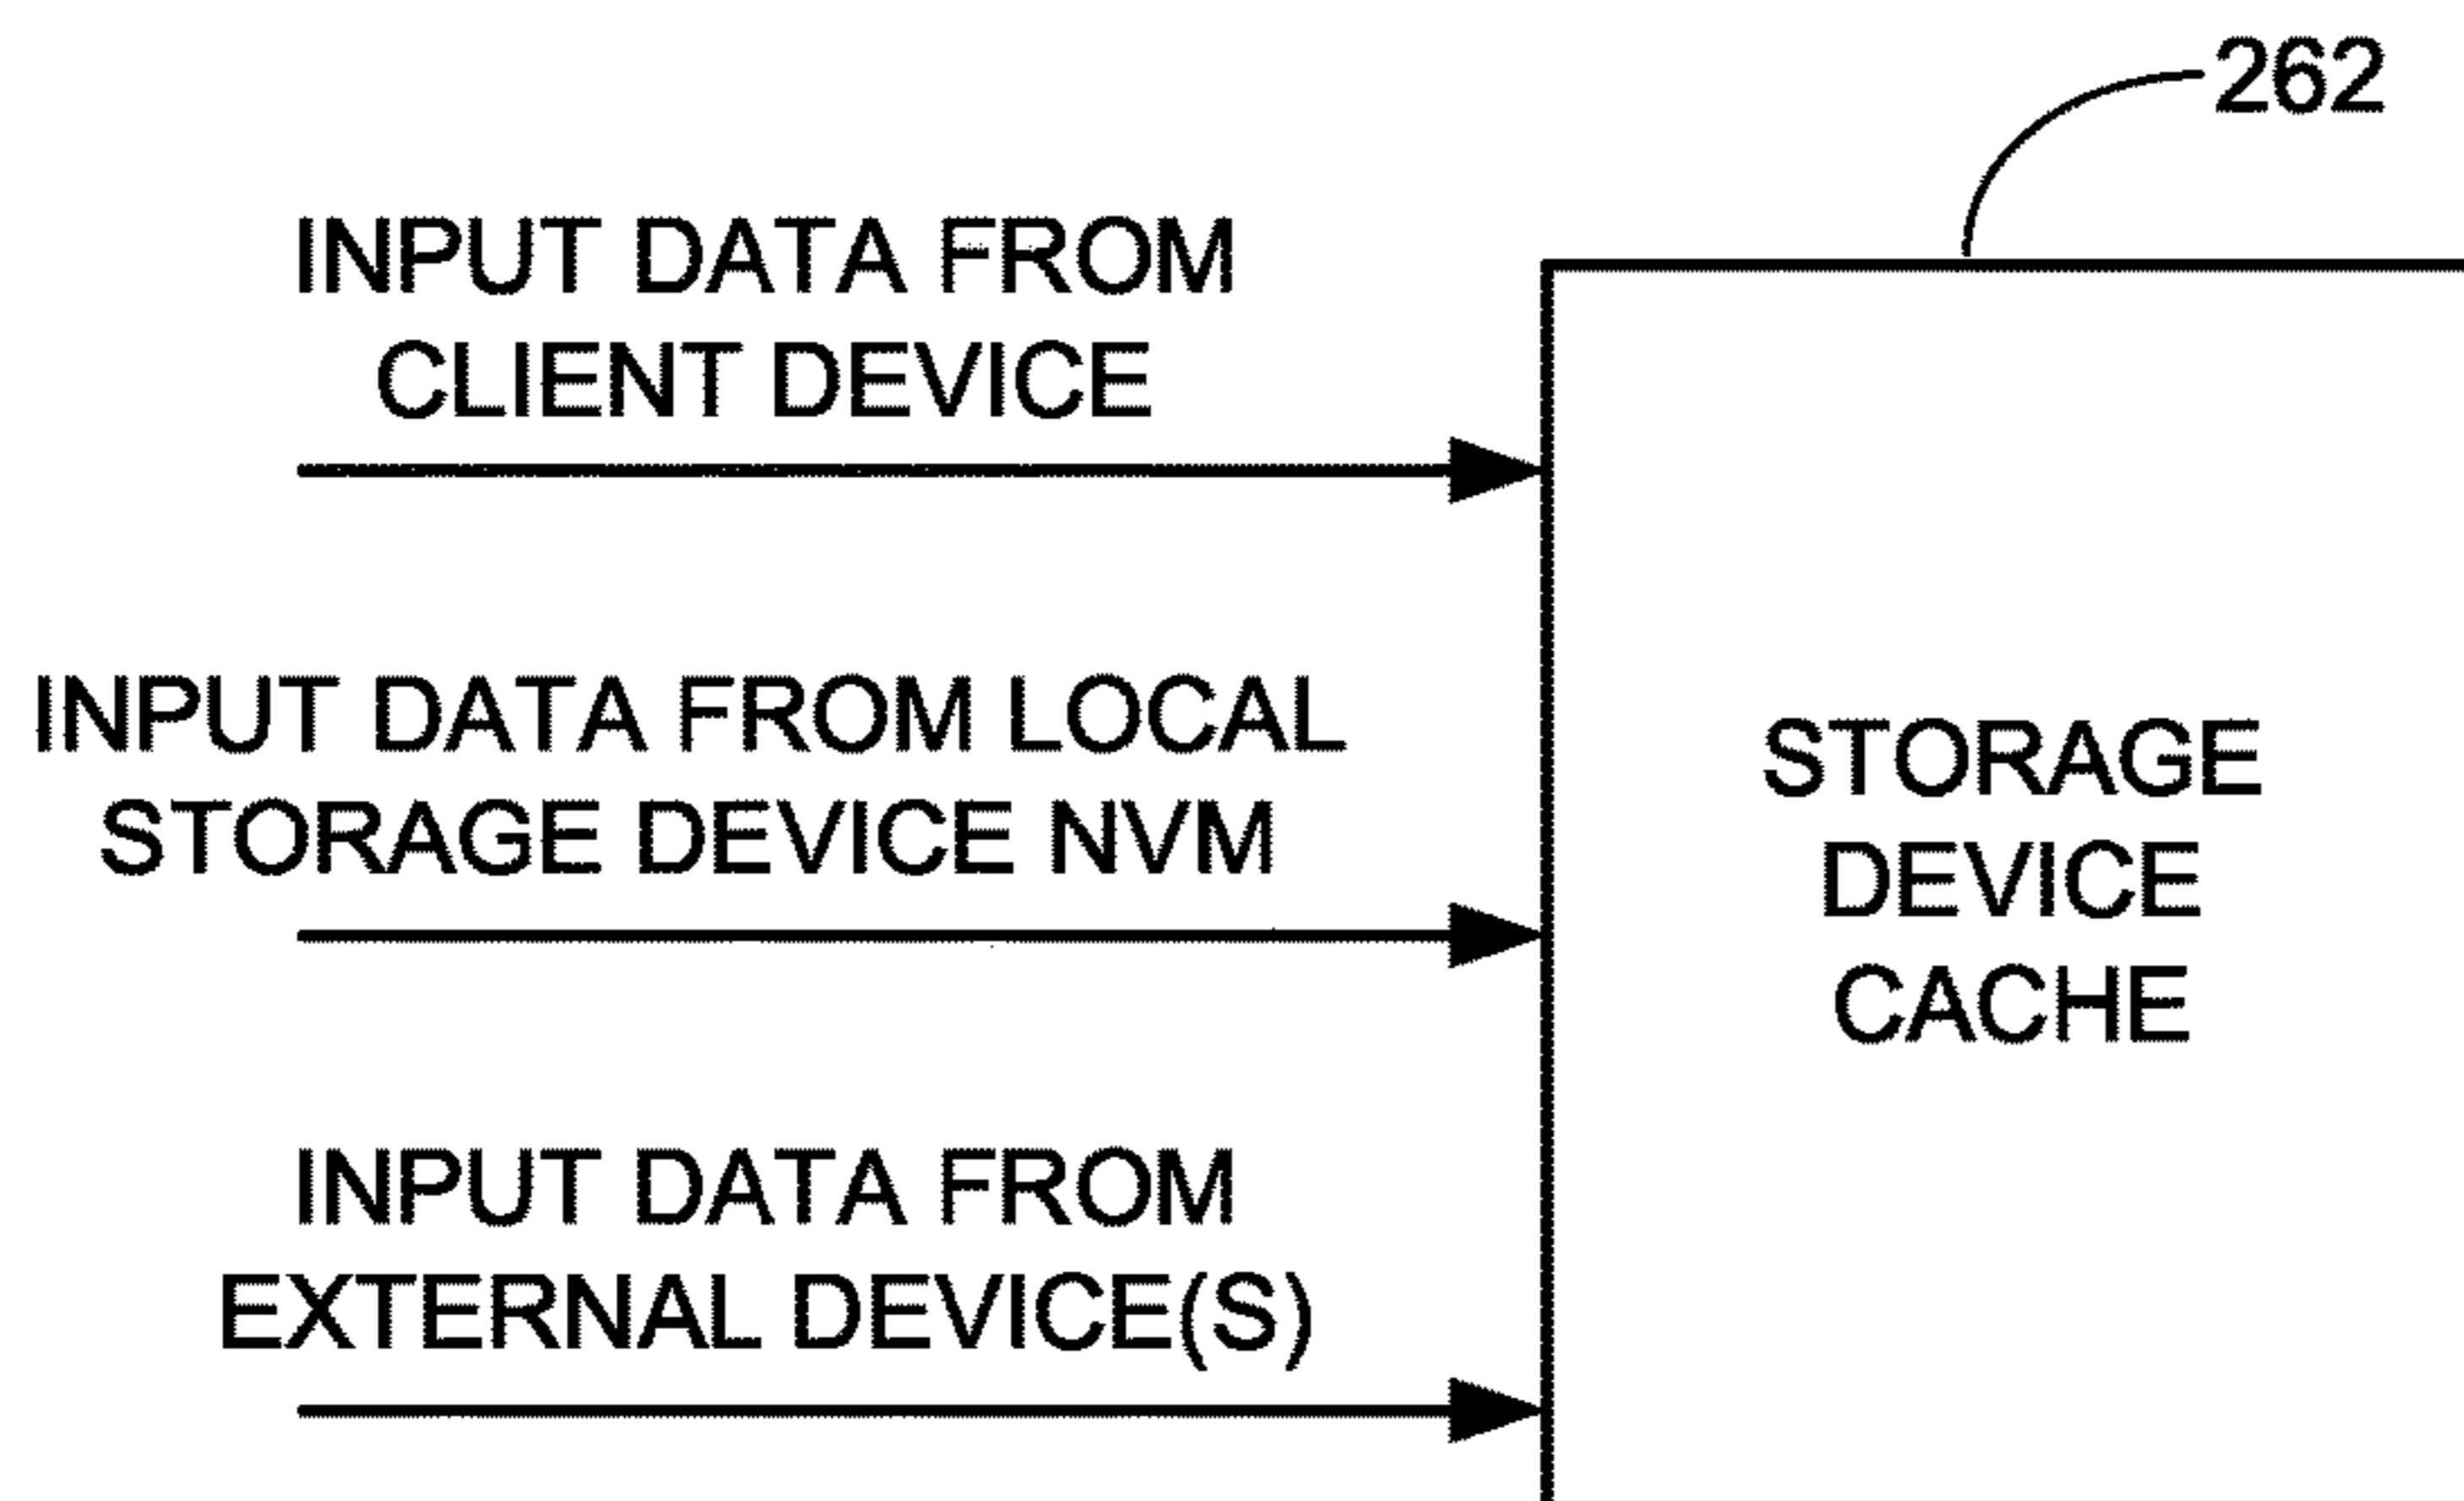 262
INPUT DATA FROM
CLIENT DEVICE
INPUT DATA FROM LOCAL
STORAGE DEVICE NVM
STORAGE
DEVICE
CACHE
INPUT DATA FROM
EXTERNAL DEVICE(S)